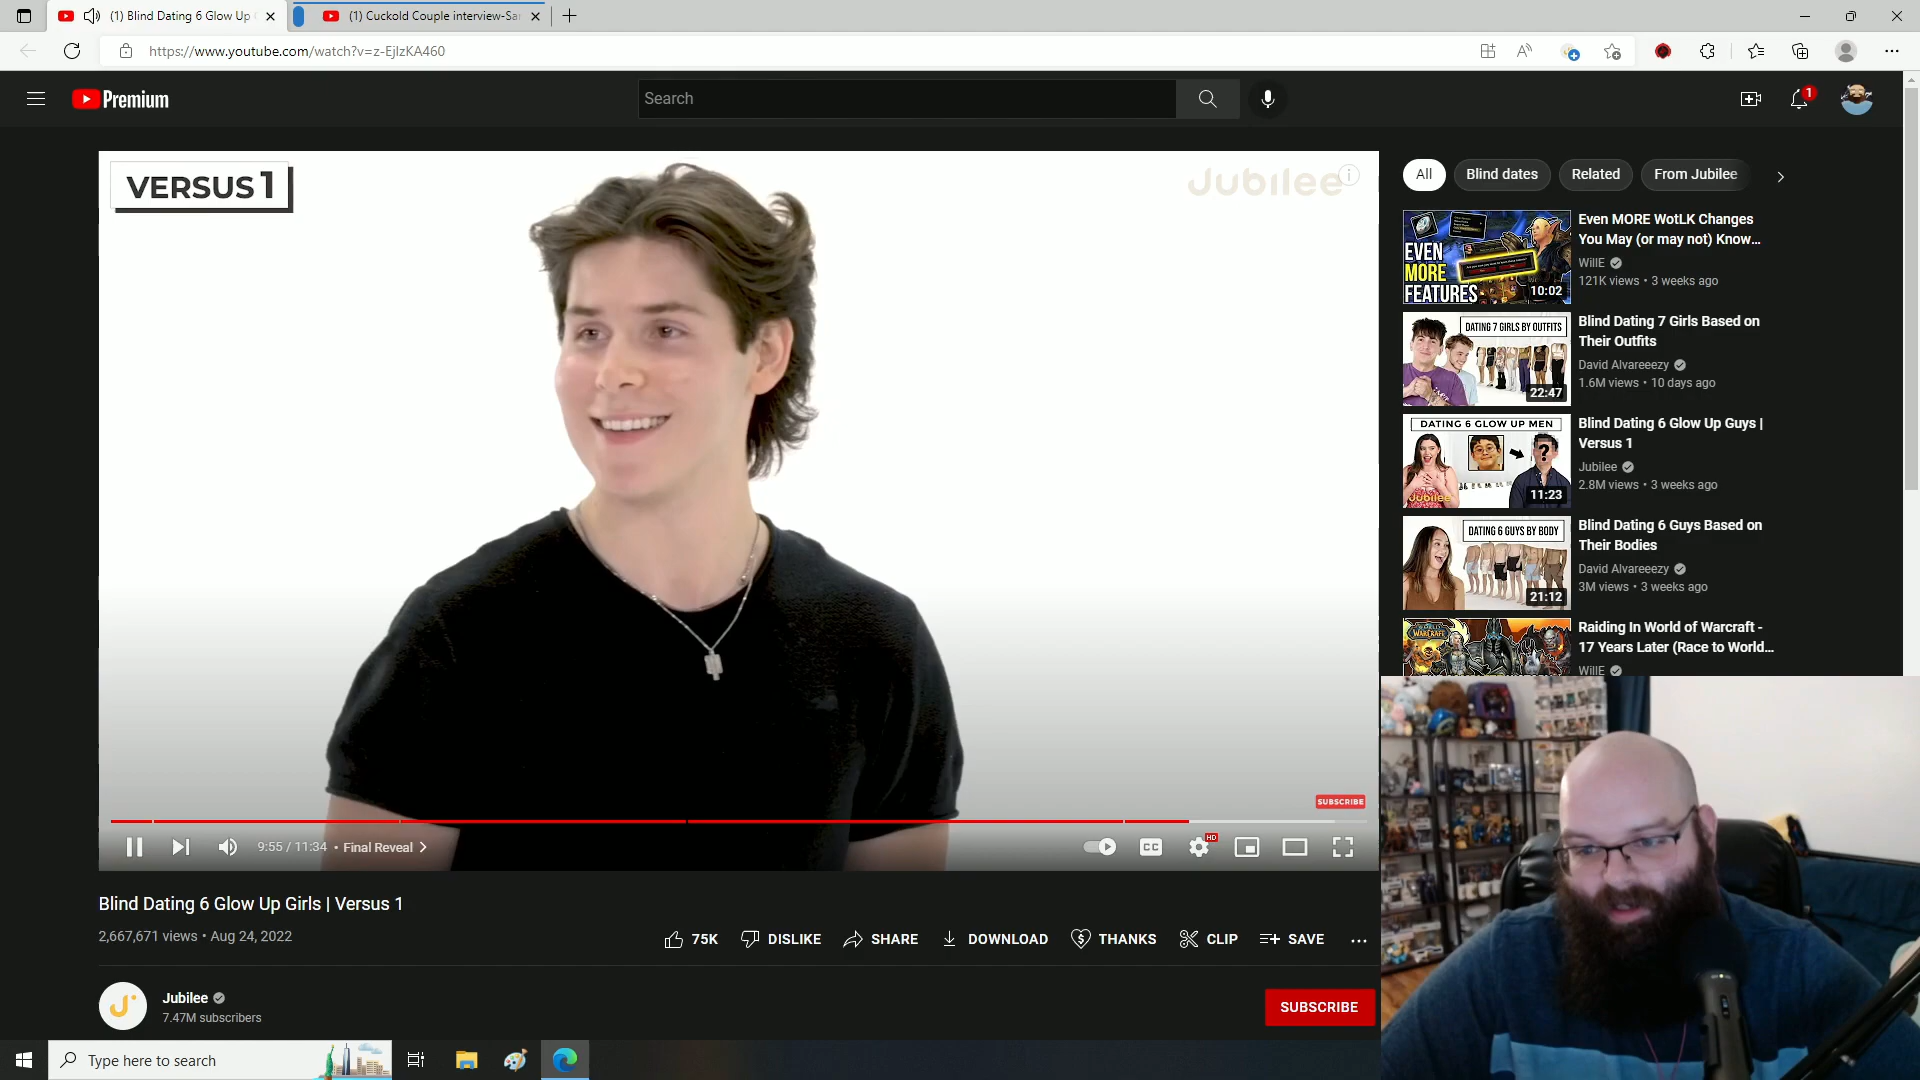 (1) Blind Dating 6 Glow Up
(1) Cuckold Couple interview-Sa
https://www.youtube.com/watch?v=z-EjlzKA460
Premium
Search
1
VERSUS 1
Jubilee
SUBSCRIBE
9:55 / 11:34 • Final Reveal
CC
HD
Blind Dating 6 Glow Up Girls | Versus 1
2,667,671 views • Aug 24, 2022
75K
DISLIKE
SHARE
DOWNLOAD
THANKS
CLIP
SAVE
Jubilee
7.47M subscribers
SUBSCRIBE
All
Blind dates
Related
From Jubilee
EVEN
MORE
FEATURES
10:02
Even MORE WotLK Changes
You May (or may not) Know...
WillE
121K views • 3 weeks ago
DATING 7 GIRLS BY OUTFITS
22:47
Blind Dating 7 Girls Based on
Their Outfits
David Alvareeezy
1.6M views • 10 days ago
DATING 6 GLOW UP MEN
?
Jubilee
11:23
Blind Dating 6 Glow Up Guys |
Versus 1
Jubilee
2.8M views • 3 weeks ago
DATING 6 GUYS BY BODY
21:12
Blind Dating 6 Guys Based on
Their Bodies
David Alvareeezy
3M views • 3 weeks ago
WARCRAFT
Raiding In World of Warcraft -
17 Years Later (Race to World...
WillE
Type here to search